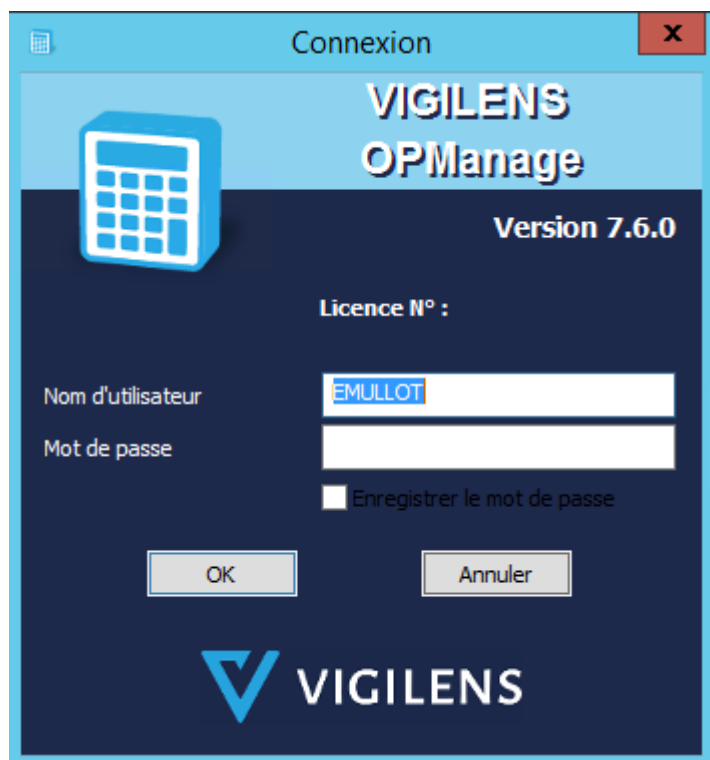 Connexion
x
VIGILENS
OPManage
Version 7.6.0
Licence N° :
Nom d'utilisateur
EMULLOT
Mot de passe
Enregistrer le mot de passe
OK
Annuler
VIGILENS